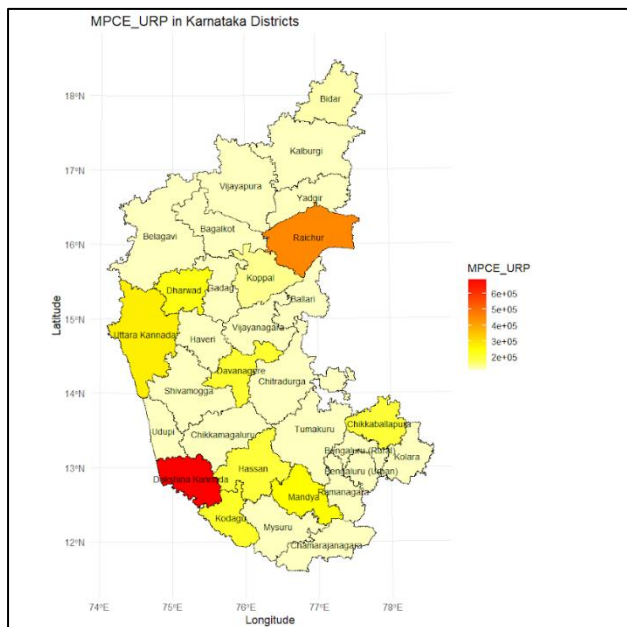 MPCE_URP in Karnataka Districts
18°N
17°N
16°N
15°N
14°N
13°N
12°N
Latitude
Bidar
Kalburgi
Vijayapura
Yadgir
Bagalkot
Belagavi
Raichur
Koppal
Dharwad
Gadag
Ballari
Uttara Kannada
Haveri
Vijayanagara
Davanagere
Chitradurga
Shivamogga
Udupi
Chikkamagaluru
Tumakuru
Chikkaballapura
Bengaluru (Rural)
Kolara
Dakshina Kannada
Hassan
Bengaluru (Urban)
Mandya
Ramanagara
Kodagu
Mysuru
Chamarajanagara
74°E 75°E 76°E 77°E 78°E
Longitude
MPCE_URP
6e+05
5e+05
4e+05
3e+05
2e+05